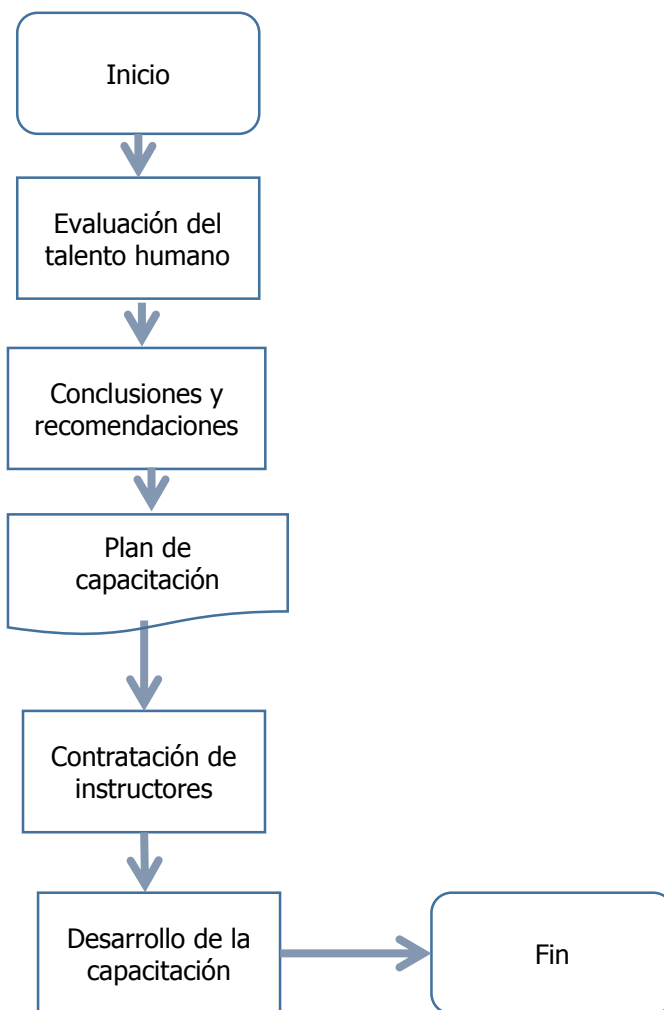 Inicio
Evaluación del
talento humano
Conclusiones y
recomendaciones
Plan de
capacitación
Contratación de
instructores
Desarrollo de la
capacitación
Fin